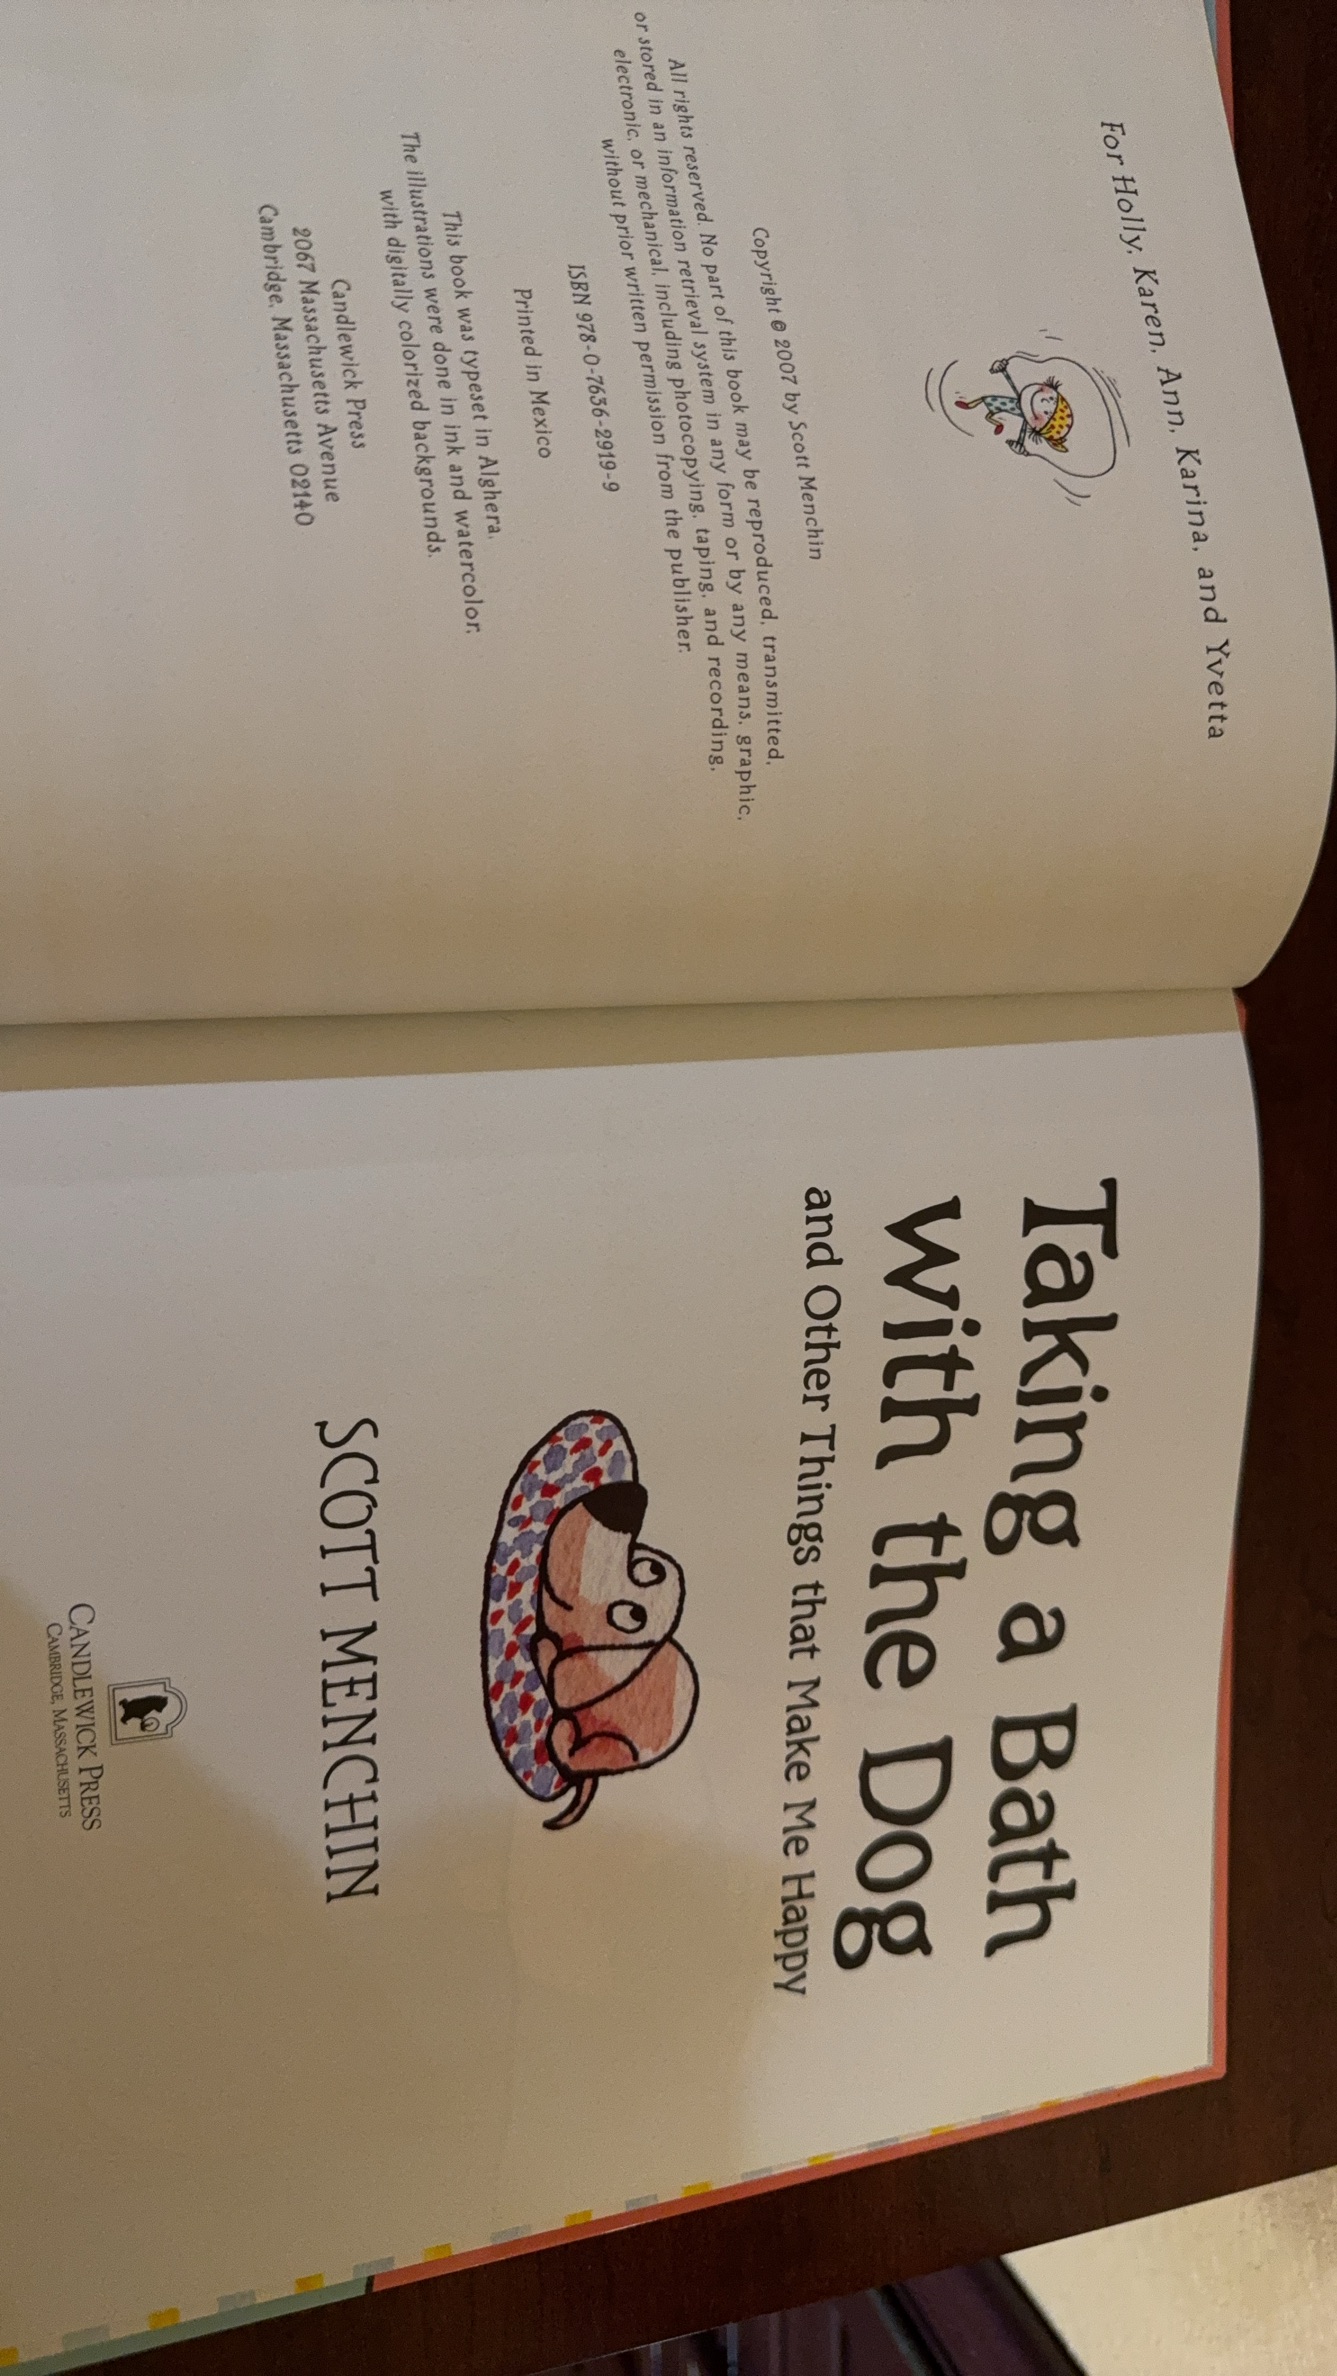 For Holly, Karen, Ann, Karina, and Yvetta
Copyright © 2007 by Scott Menchin
All rights reserved. No part of this book may be reproduced, transmitted,
or stored in an information retrieval system in any form or by any means, graphic,
electronic, or mechanical, including photocopying, taping, and recording,
without prior written permission from the publisher.
ISBN 978-0-7636-2919-9
Printed in Mexico
This book was typeset in Alghera.
The illustrations were done in ink and watercolor,
with digitally colorized backgrounds.
Candlewick Press
2067 Massachusetts Avenue
Cambridge, Massachusetts 02140
Taking a Bath
with the Dog
and Other Things that Make Me Happy
SCOTT MENCHIN
CANDLEWICK PRESS
CAMBRIDGE, MASSACHUSETTS